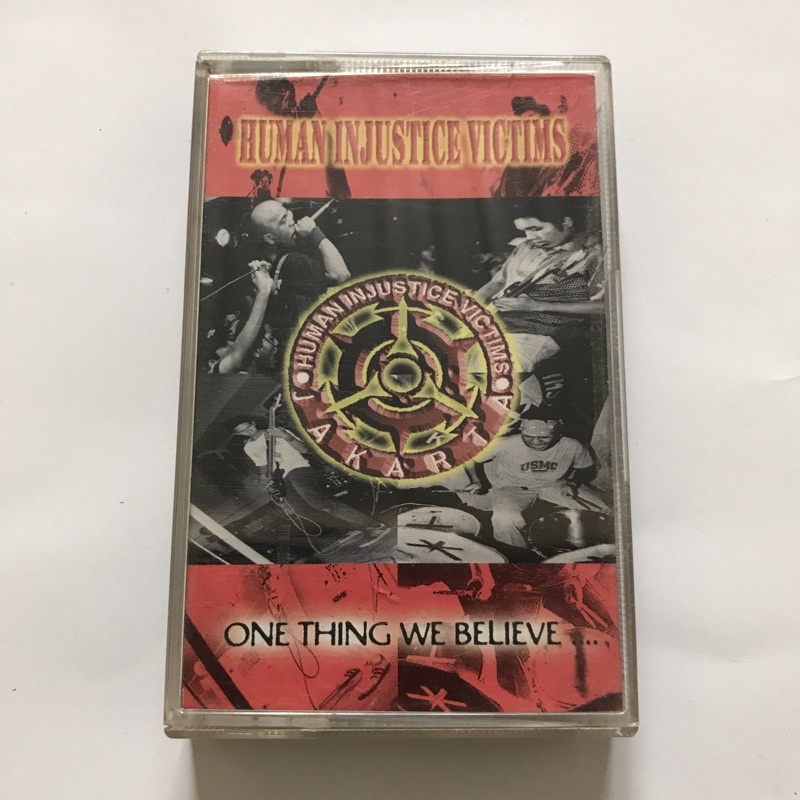 HUMAN INJUSTICE VICTIMS
HUMAN INJUSTICE VICTIMS
JAKARTA
USMC
ONE THING WE BELIEVE ....